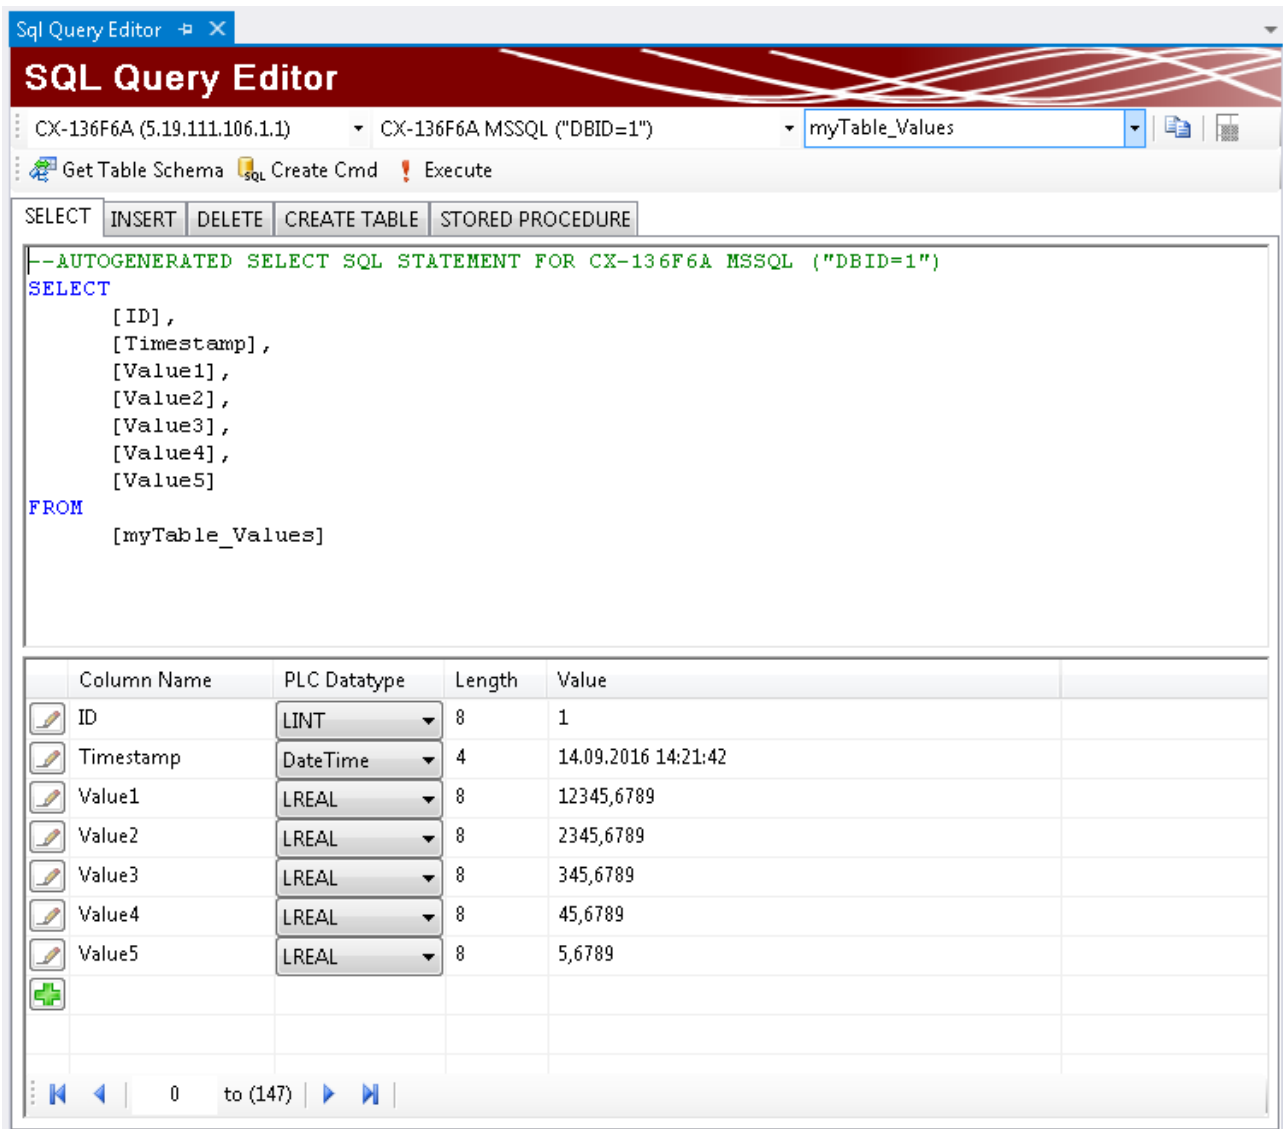 Sql Query Editor
SQL Query Editor
CX-136F6A (5.19.111.106.1.1) CX-136F6A MSSQL ("DBID=1") myTable_Values
Get Table Schema SQL Create Cmd Execute
SELECT INSERT DELETE CREATE TABLE STORED PROCEDURE
--AUTOGENERATED SELECT SQL STATEMENT FOR CX-136F6A MSSQL ("DBID=1")
SELECT
[ID],
[Timestamp],
[Value1],
[Value2],
[Value3],
[Value4],
[Value5]
FROM
[myTable_Values]
Column Name PLC Datatype Length Value
ID LINT 8 1
Timestamp DateTime 4 14.09.2016 14:21:42
Value1 LREAL 8 12345,6789
Value2 LREAL 8 2345,6789
Value3 LREAL 8 345,6789
Value4 LREAL 8 45,6789
Value5 LREAL 8 5,6789
0 to (147)